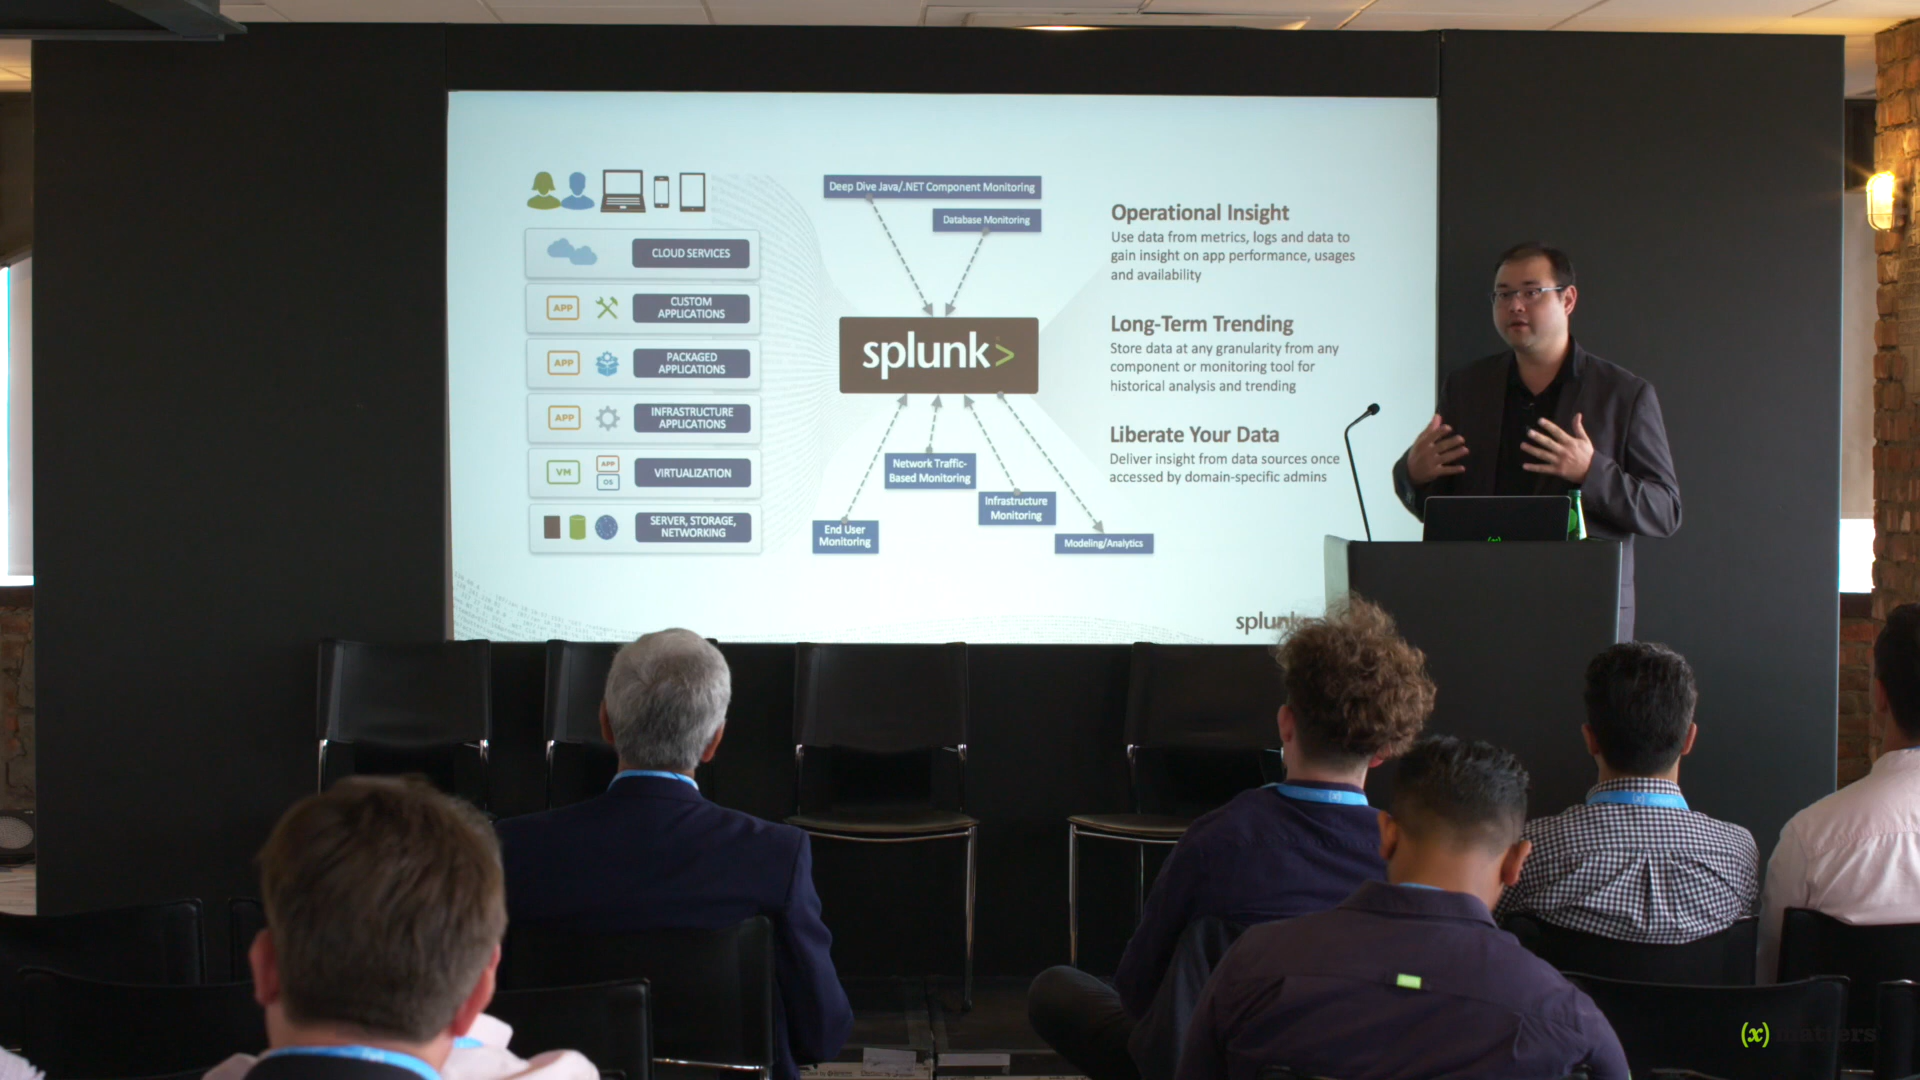 CLOUD SERVICES
APP
CUSTOM
APPLICATIONS
APP
PACKAGED
APPLICATIONS
APP
INFRASTRUCTURE
APPLICATIONS
VM
APP
OS
VIRTUALIZATION
SERVER, STORAGE,
NETWORKING
Deep Dive Java/.NET Component Monitoring
Database Monitoring
splunk>
Network Traffic-
Based Monitoring
Infrastructure
Monitoring
End User
Monitoring
Modeling/Analytics
Operational Insight
Use data from metrics, logs and data to
gain insight on app performance, usages
and availability
Long-Term Trending
Store data at any granularity from any
component or monitoring tool for
historical analysis and trending
Liberate Your Data
Deliver insight from data sources once
accessed by domain-specific admins
splunk
(x) matters